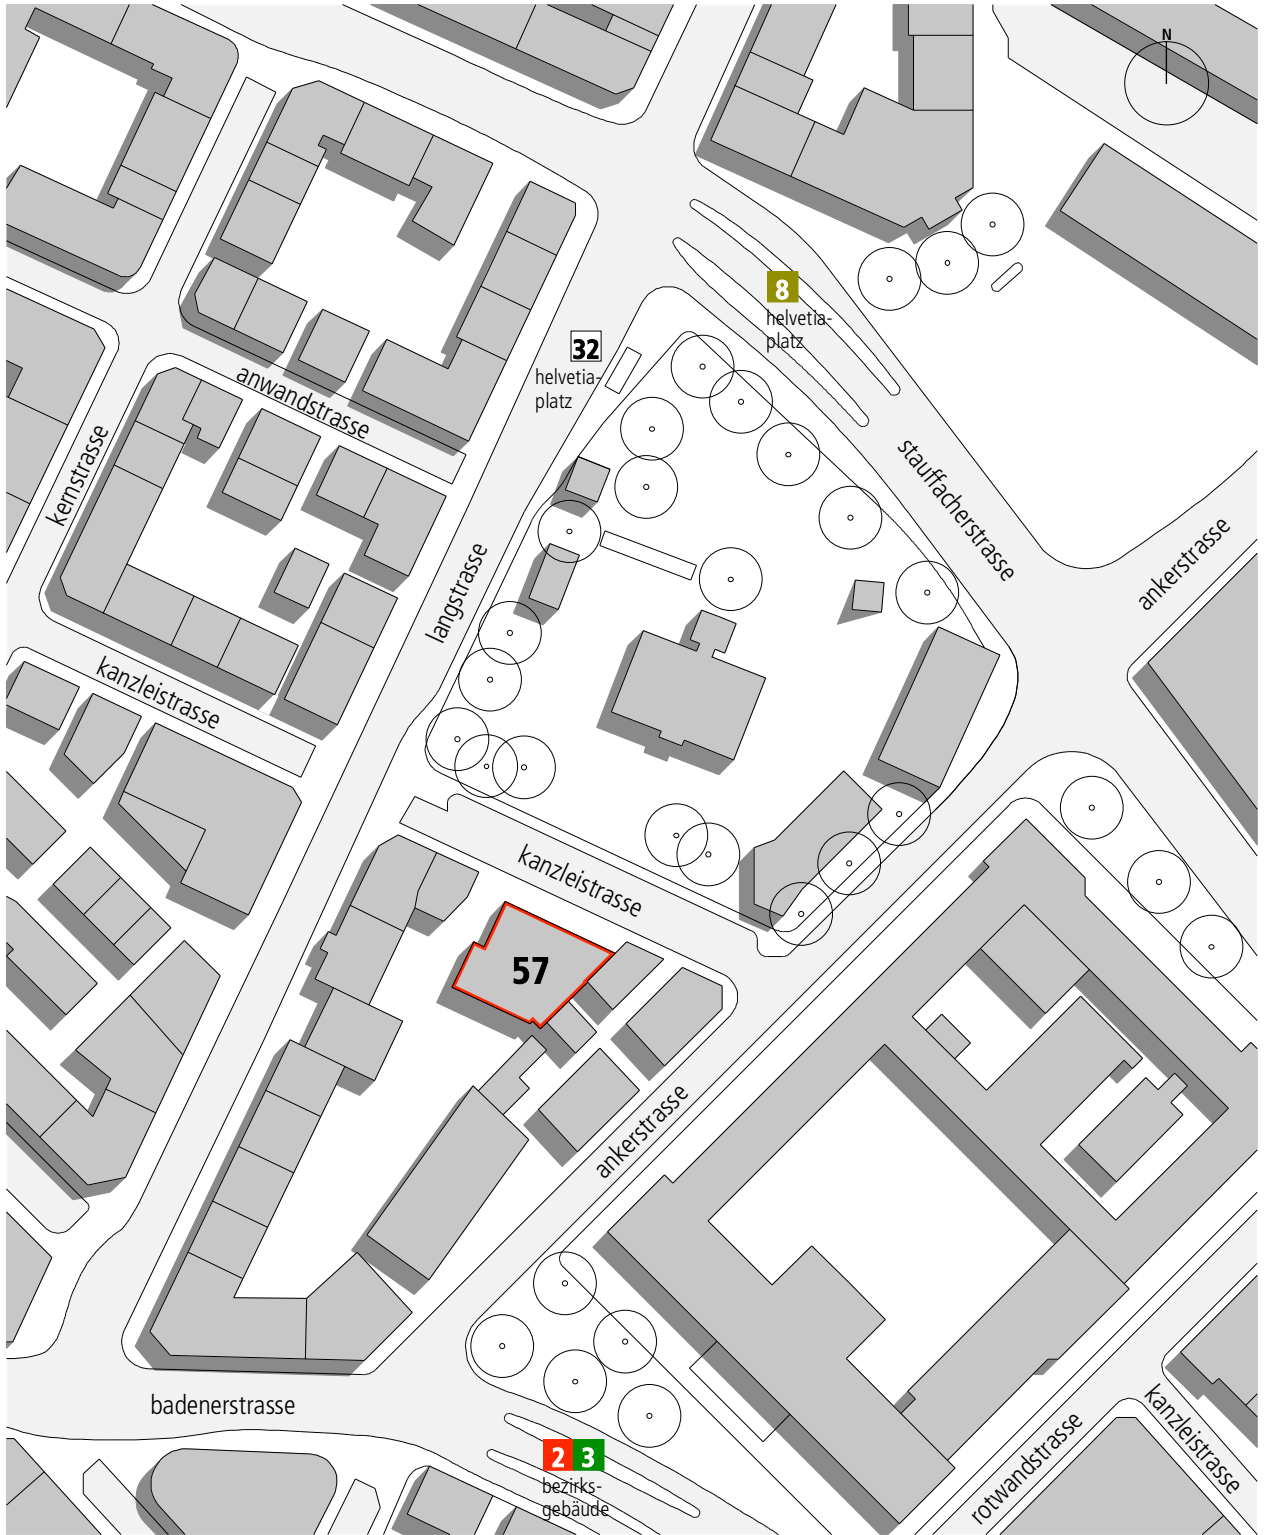 N
8
helvetia-
platz
32
helvetia-
platz
anwandstrasse
kernstrasse
stauffacherstrasse
ankerstrasse
langstrasse
kanzleistrasse
kanzleistrasse
57
ankerstrasse
badenerstrasse
2 3
bezirks-
gebäude
rotwandstrasse
kanzleistrasse